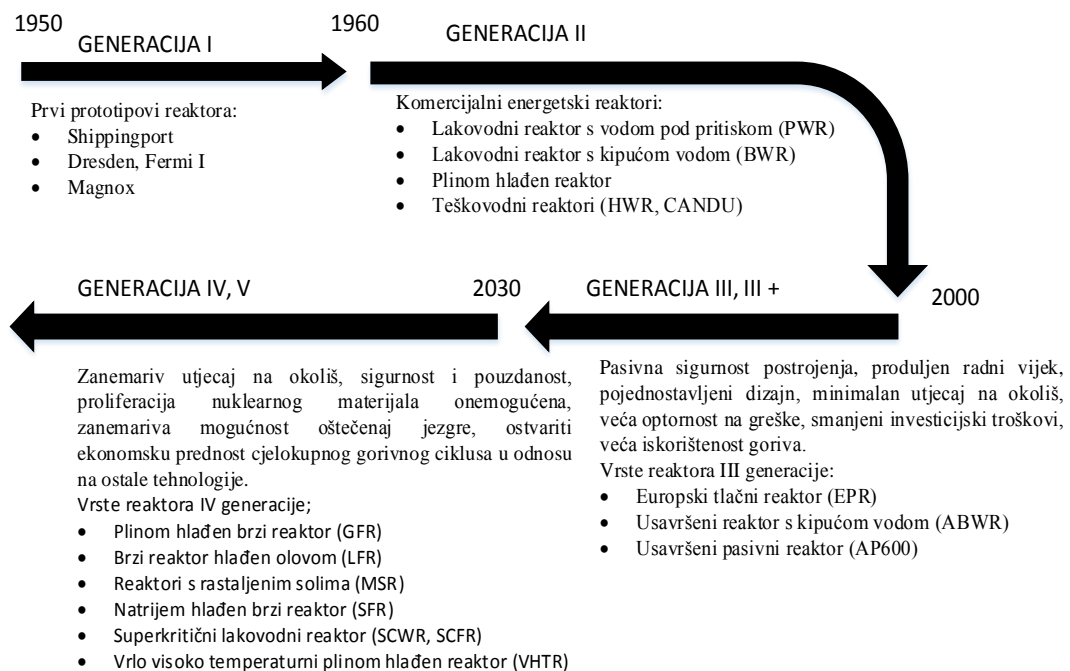 1950
GENERACIJA I
Prvi prototipovi reaktora:
• Shippingport
• Dresden, Fermi I
• Magnox
1960
GENERACIJA II
Komercijalni energetski reaktori:
• Lakovodni reaktor s vodom pod pritiskom (PWR)
• Lakovodni reaktor s kipućom vodom (BWR)
• Plinom hlađen reaktor
• Teškovodni reaktori (HWR, CANDU)
2000
GENERACIJA III, III +
Pasivna sigurnost postrojenja, produljen radni vijek,
pojednostavljeni dizajn, minimalan utjecaj na okoliš,
veća optornost na greške, smanjeni investicijski troškovi,
veća iskorištenost goriva.
Vrste reaktora III generacije:
• Europski tlačni reaktor (EPR)
• Usavršeni reaktor s kipućom vodom (ABWR)
• Usavršeni pasivni reaktor (AP600)
2030
GENERACIJA IV, V
Zanemariv utjecaj na okoliš, sigurnost i pouzdanost,
proliferacija nuklearnog materijala onemogućena,
zanemariva mogućnost oštečenaj jezgre, ostvariti
ekonomsku prednost cjelokupnog gorivnog ciklusa u odnosu
na ostale tehnologije.
Vrste reaktora IV generacije;
• Plinom hlađen brzi reaktor (GFR)
• Brzi reaktor hlađen olovom (LFR)
• Reaktori s rastaljenim solima (MSR)
• Natrijem hlađen brzi reaktor (SFR)
• Superkritični lakovodni reaktor (SCWR, SCFR)
• Vrlo visoko temperaturni plinom hlađen reaktor (VHTR)